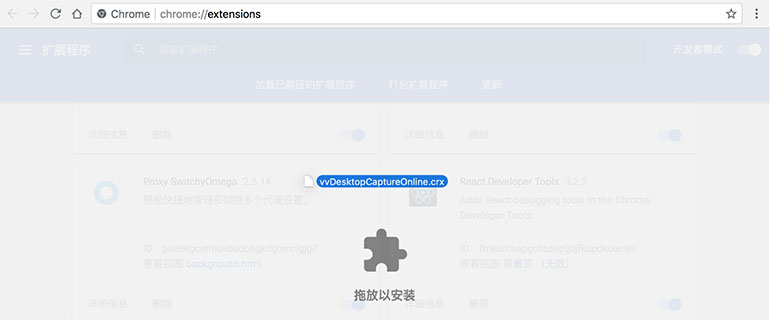 Chrome | chrome://extensions
扩展程序
搜索扩展程序
开发者模式
加载已解压的扩展程序
打包扩展程序
更新
详细信息 删除
详细信息 删除
Proxy SwitchyOmega 2.5.14
轻松快捷地管理和切换多个代理设置。
ID：padekgcemlokbadohgkifijomclgjgif
查看视图 background.html
vvDesktopCaptureOnline.crx
React Developer Tools 3.2.3
Adds React debugging tools to the Chrome
Developer Tools.
ID：fmkadmapgofadopljbjfkapdkoienihi
查看视图 背景页 （无效）
拖放以安装
详细信息 删除
详细信息 删除